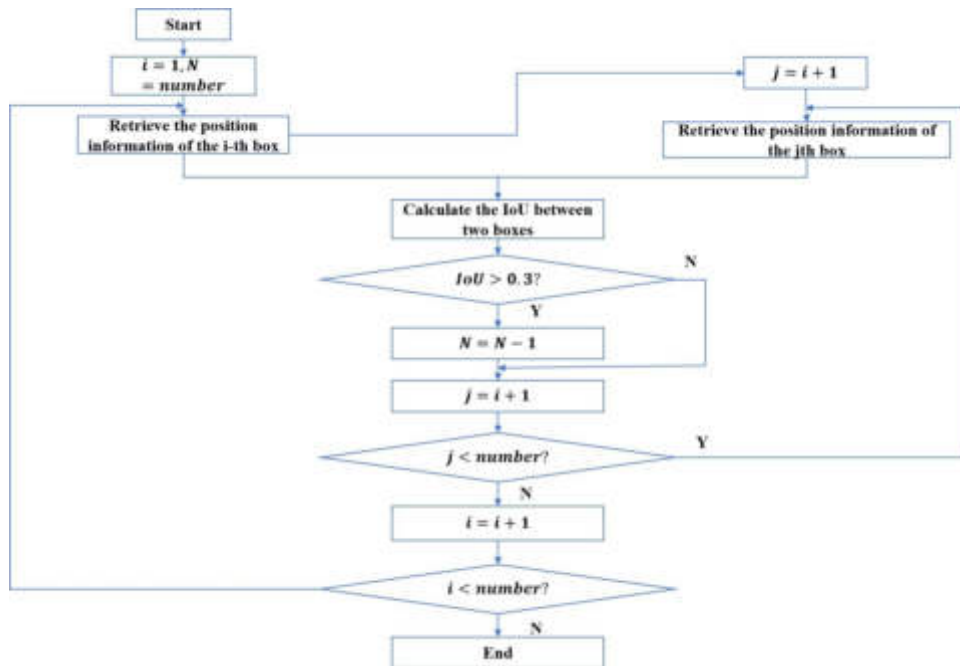 Start
i = 1, N
= number
j = i + 1
Retrieve the position
information of the i-th box
Retrieve the position information of
the jth box
Calculate the IoU between
two boxes
IoU > 0.3?
N
Y
N = N − 1
j = i + 1
j < number?
Y
N
i = i + 1
i < number?
N
End